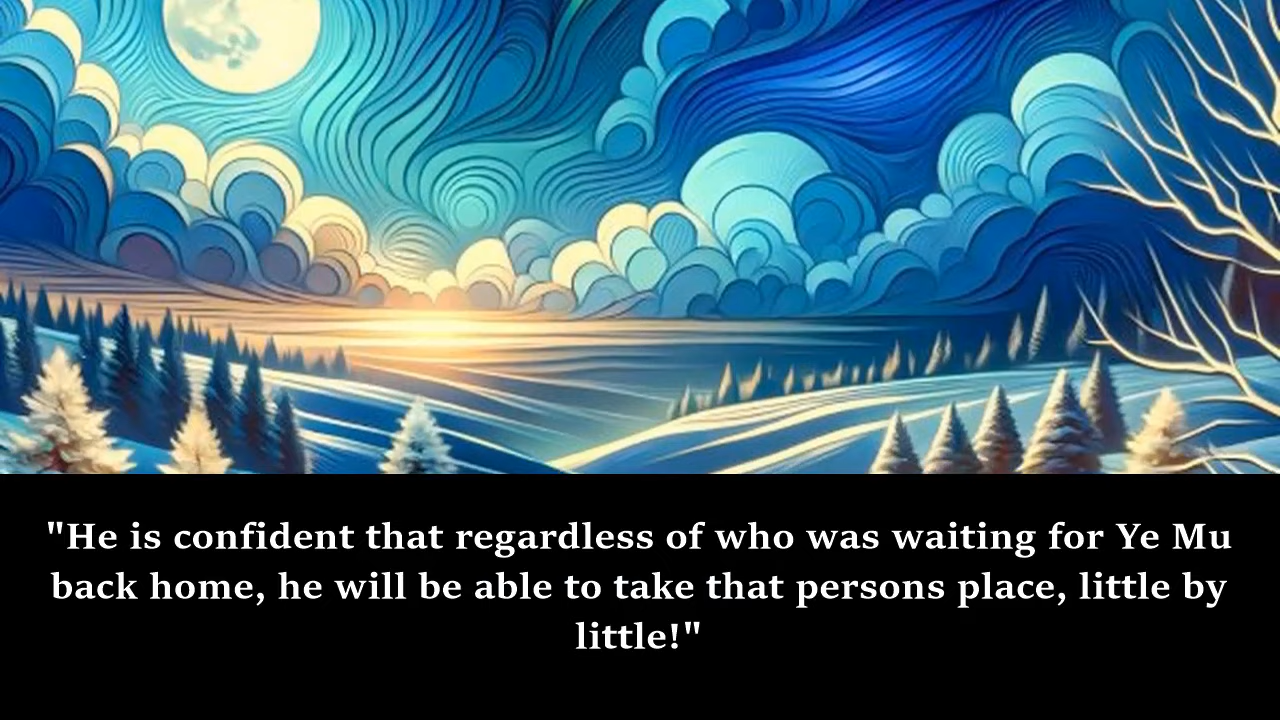 "He is confident that regardless of who was waiting for Ye Mu
back home, he will be able to take that persons place, little by
little!"